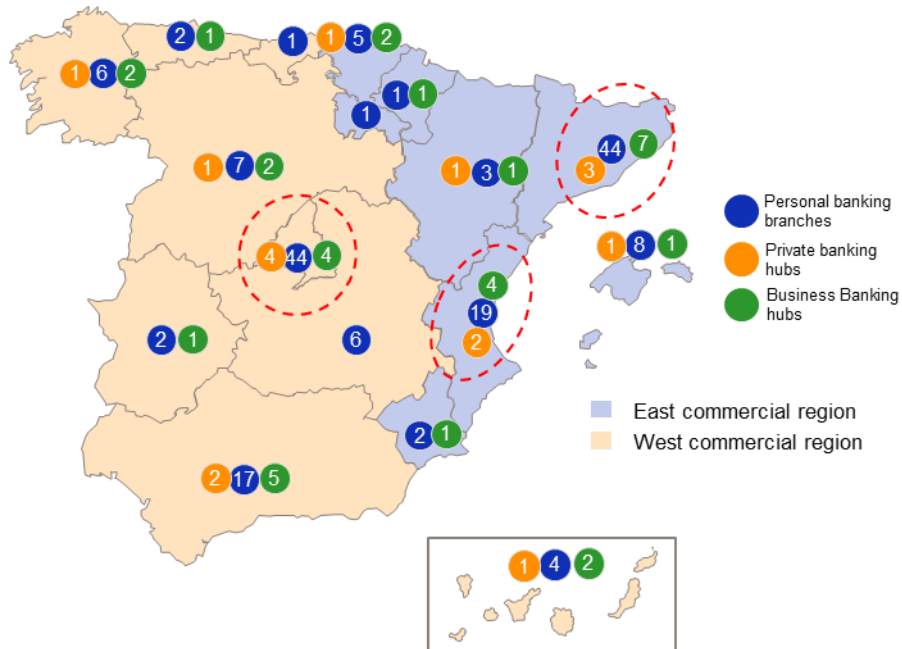 2 1
1
1 5 2
1 6 2
1 1
1
1 7 2
1 3 1
44 7
3
Personal banking
branches
Private banking
hubs
Business Banking
hubs
1 8 1
4 44 4
4
19
2
2 1
6
East commercial region
West commercial region
2 1
2 17 5
1 4 2